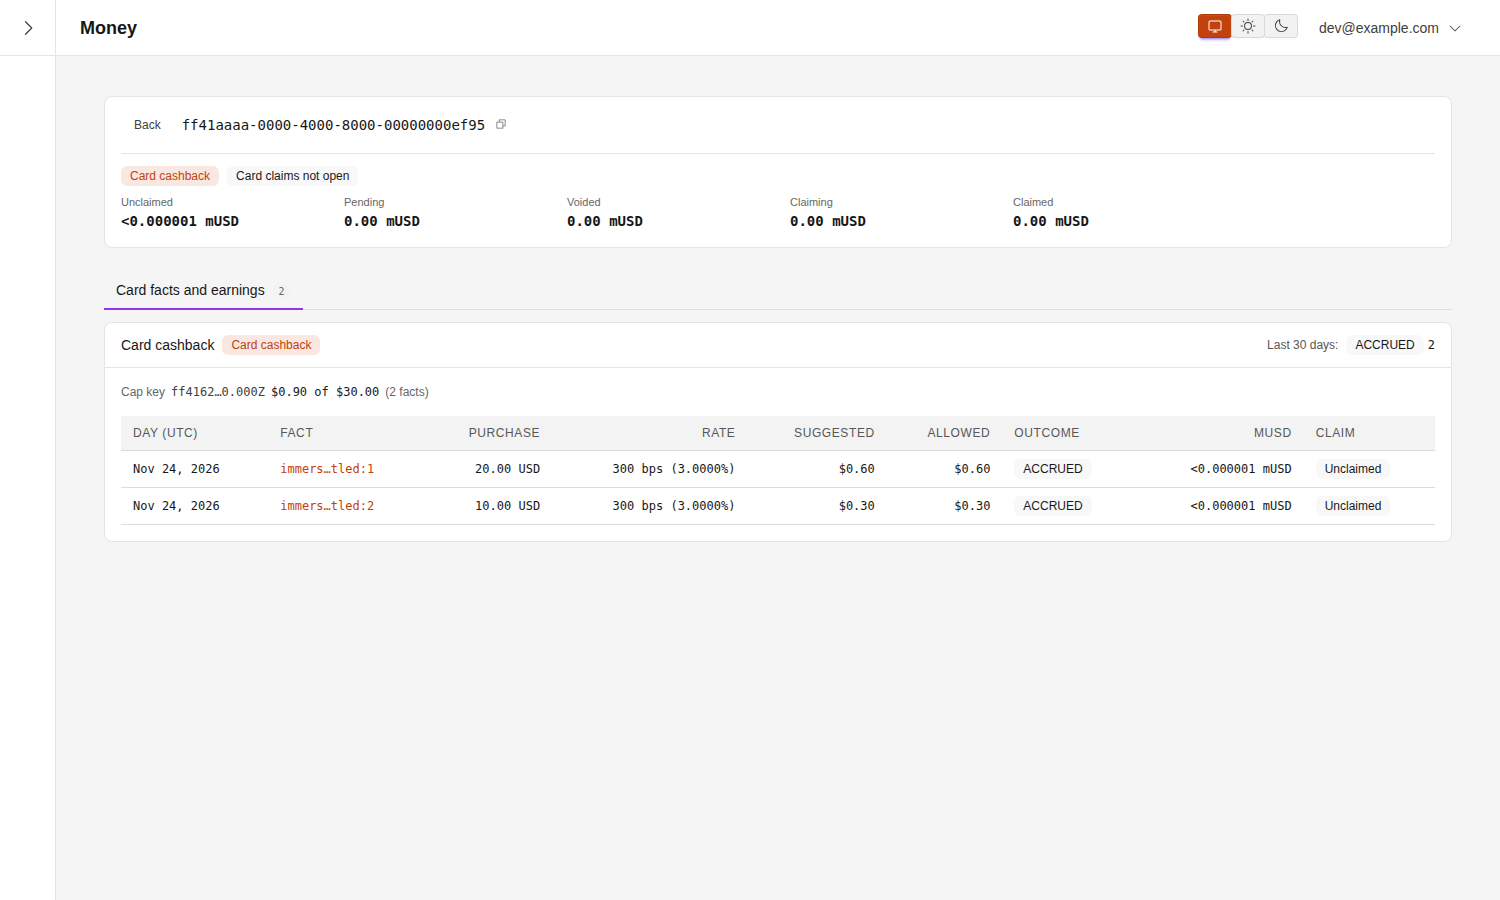 Money
dev@example.com
Back ff41aaaa-0000-4000-8000-00000000ef95
Card cashback Card claims not open
Unclaimed Pending Voided Claiming Claimed
<0.000001 mUSD 0.00 mUSD 0.00 mUSD 0.00 mUSD 0.00 mUSD
Card facts and earnings 2
Card cashback Card cashback Last 30 days: ACCRUED 2
Cap key ff4162…0.000Z $0.90 of $30.00 (2 facts)
DAY (UTC) FACT PURCHASE RATE SUGGESTED ALLOWED OUTCOME MUSD CLAIM
Nov 24, 2026 immers…tled:1 20.00 USD 300 bps (3.0000%) $0.60 $0.60 ACCRUED <0.000001 mUSD Unclaimed
Nov 24, 2026 immers…tled:2 10.00 USD 300 bps (3.0000%) $0.30 $0.30 ACCRUED <0.000001 mUSD Unclaimed